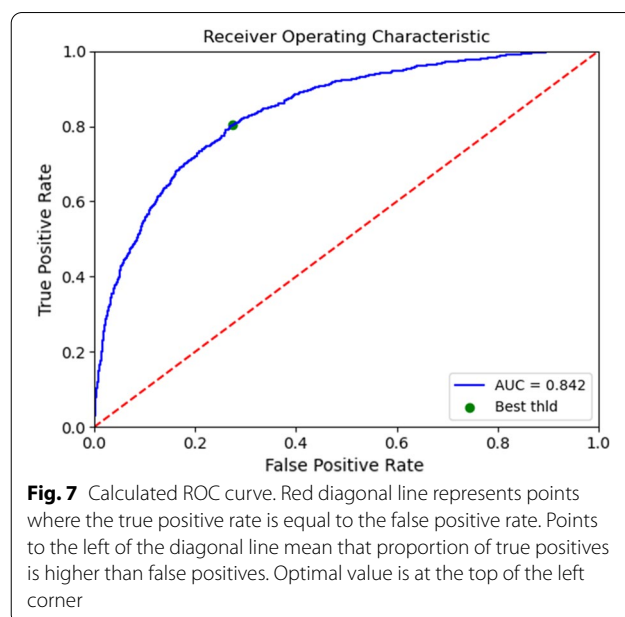 Receiver Operating Characteristic
1.0
0.8
0.6
0.4
0.2
0.0
True Positive Rate
AUC = 0.842
Best thld
0.0 0.2 0.4 0.6 0.8 1.0
False Positive Rate
Fig. 7 Calculated ROC curve. Red diagonal line represents points
where the true positive rate is equal to the false positive rate. Points
to the left of the diagonal line mean that proportion of true positives
is higher than false positives. Optimal value is at the top of the left
corner